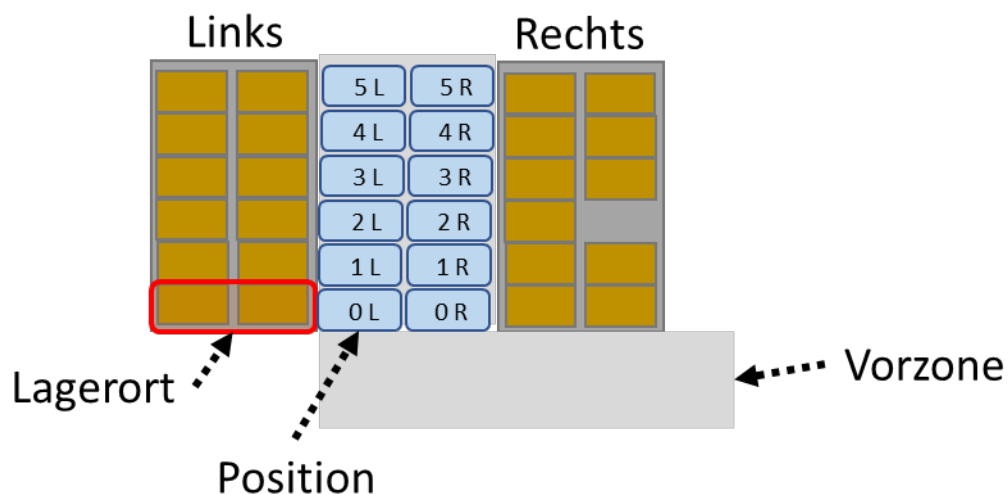 Links
Rechts
5 L 5 R
4 L 4 R
3 L 3 R
2 L 2 R
1 L 1 R
0 L 0 R
Lagerort
Vorzone
Position